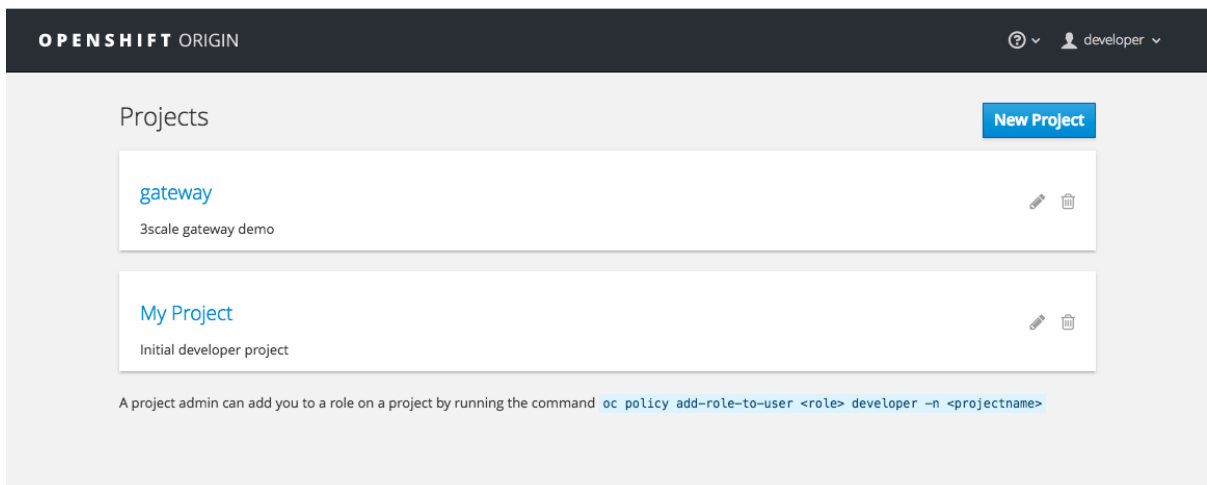 OPENSHIFT ORIGIN
developer
Projects
New Project
gateway
3scale gateway demo
My Project
Initial developer project
A project admin can add you to a role on a project by running the command oc policy add-role-to-user <role> developer -n <projectname>